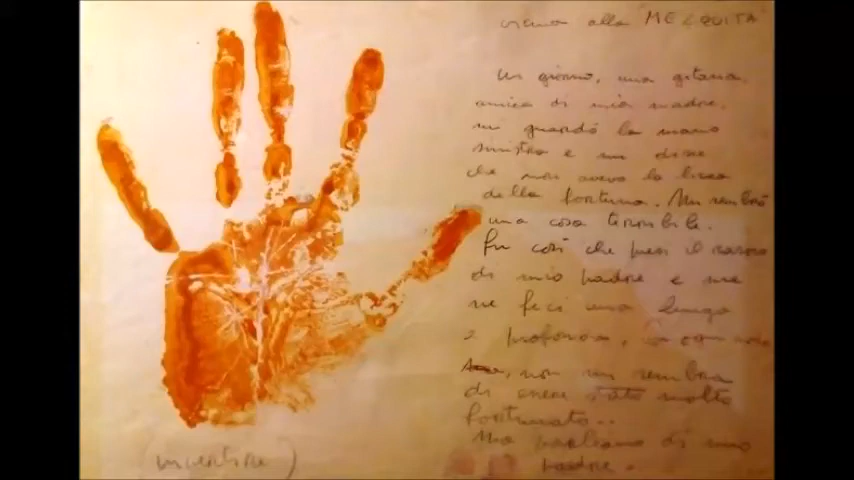 alla "MEZQUITA"
Un giorno, una gitana,
amica di mia madre,
mi guardò la mano
sinistra e mi disse
che non avevo la linea
della fortuna. Mi sembrò
una cosa terribile.
Fu così che presi il rasoio
di mio padre e me
ne feci una lunga
e profonda,
non mi sembra
di essere stato molto
fortunato..
Ma parliamo di mio
padre.
(invertire)